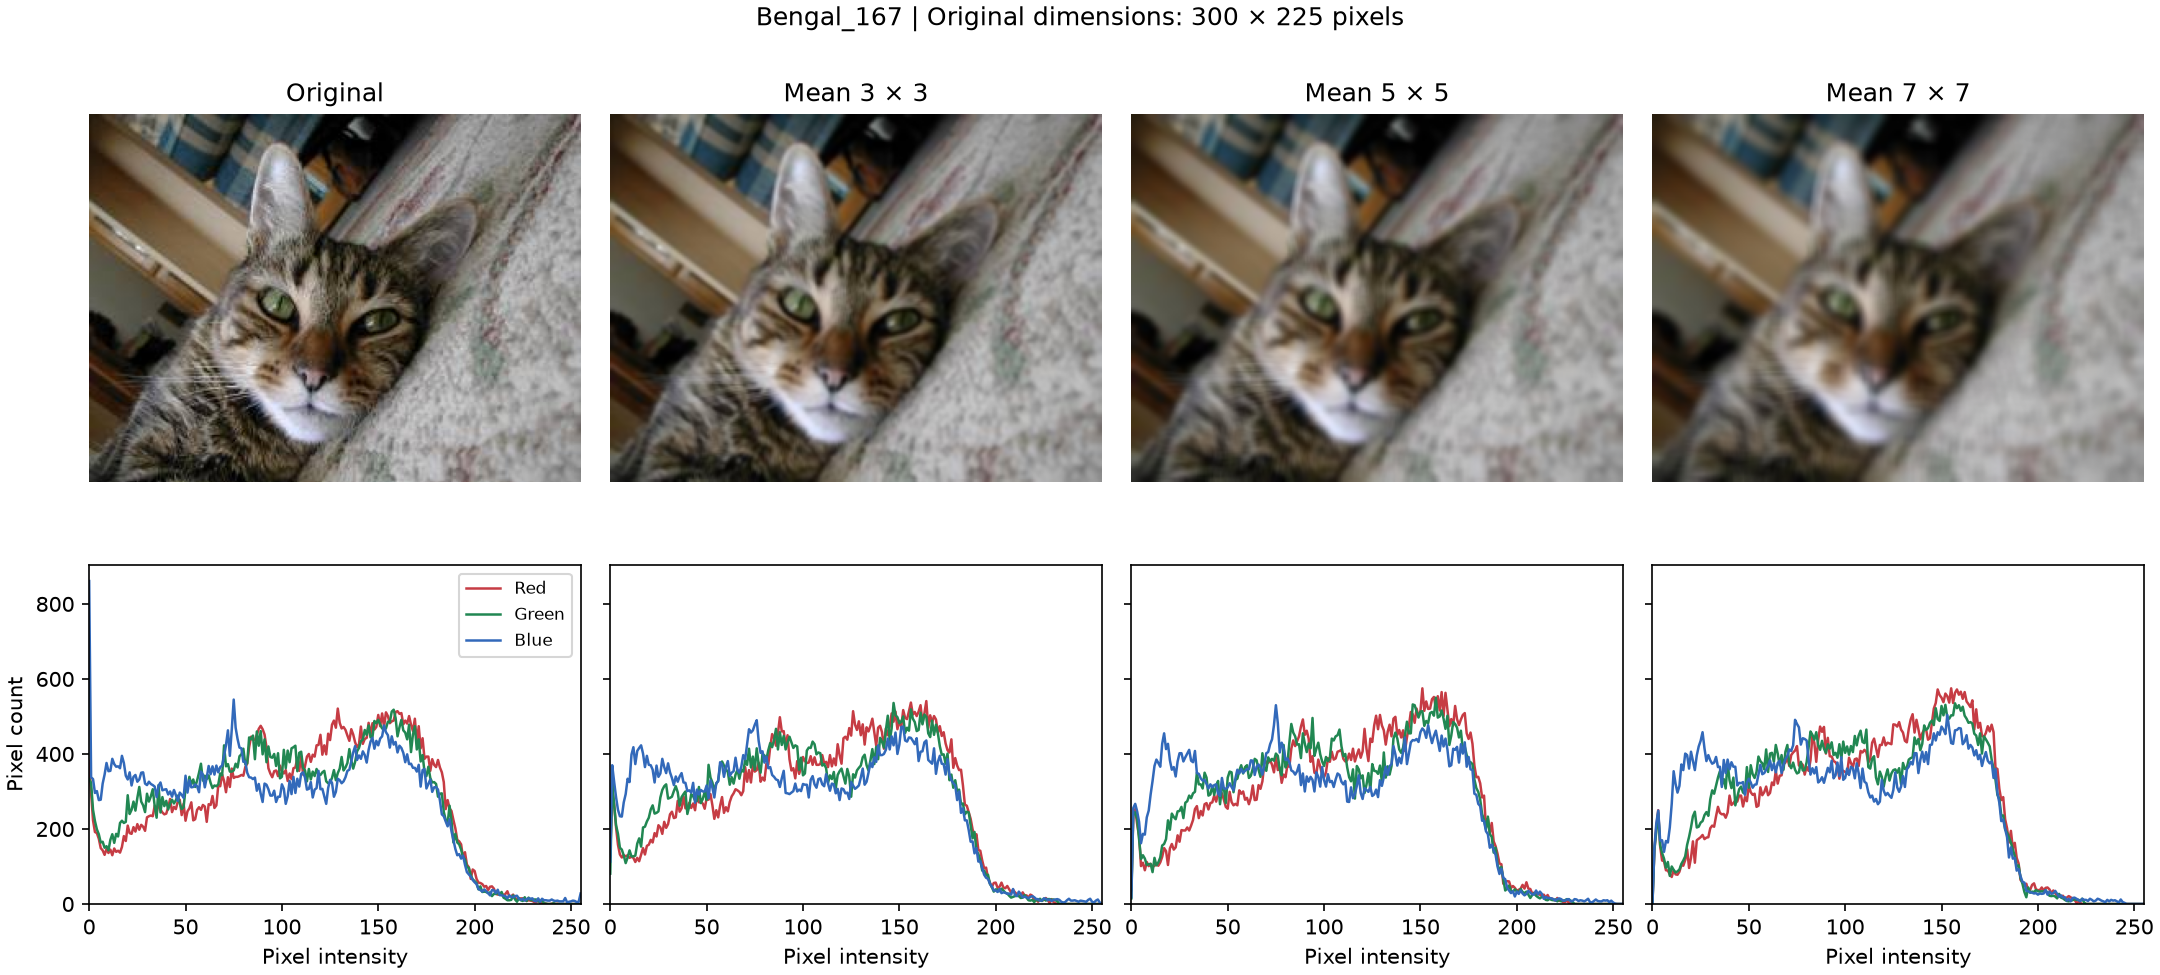 Bengal_167 | Original dimensions: 300 × 225 pixels
Original
Mean 3 × 3
Mean 5 × 5
Mean 7 × 7
Pixel count
800
600
400
200
0
Red
Green
Blue
0 50 100 150 200 250
Pixel intensity
0 50 100 150 200 250
Pixel intensity
0 50 100 150 200 250
Pixel intensity
0 50 100 150 200 250
Pixel intensity